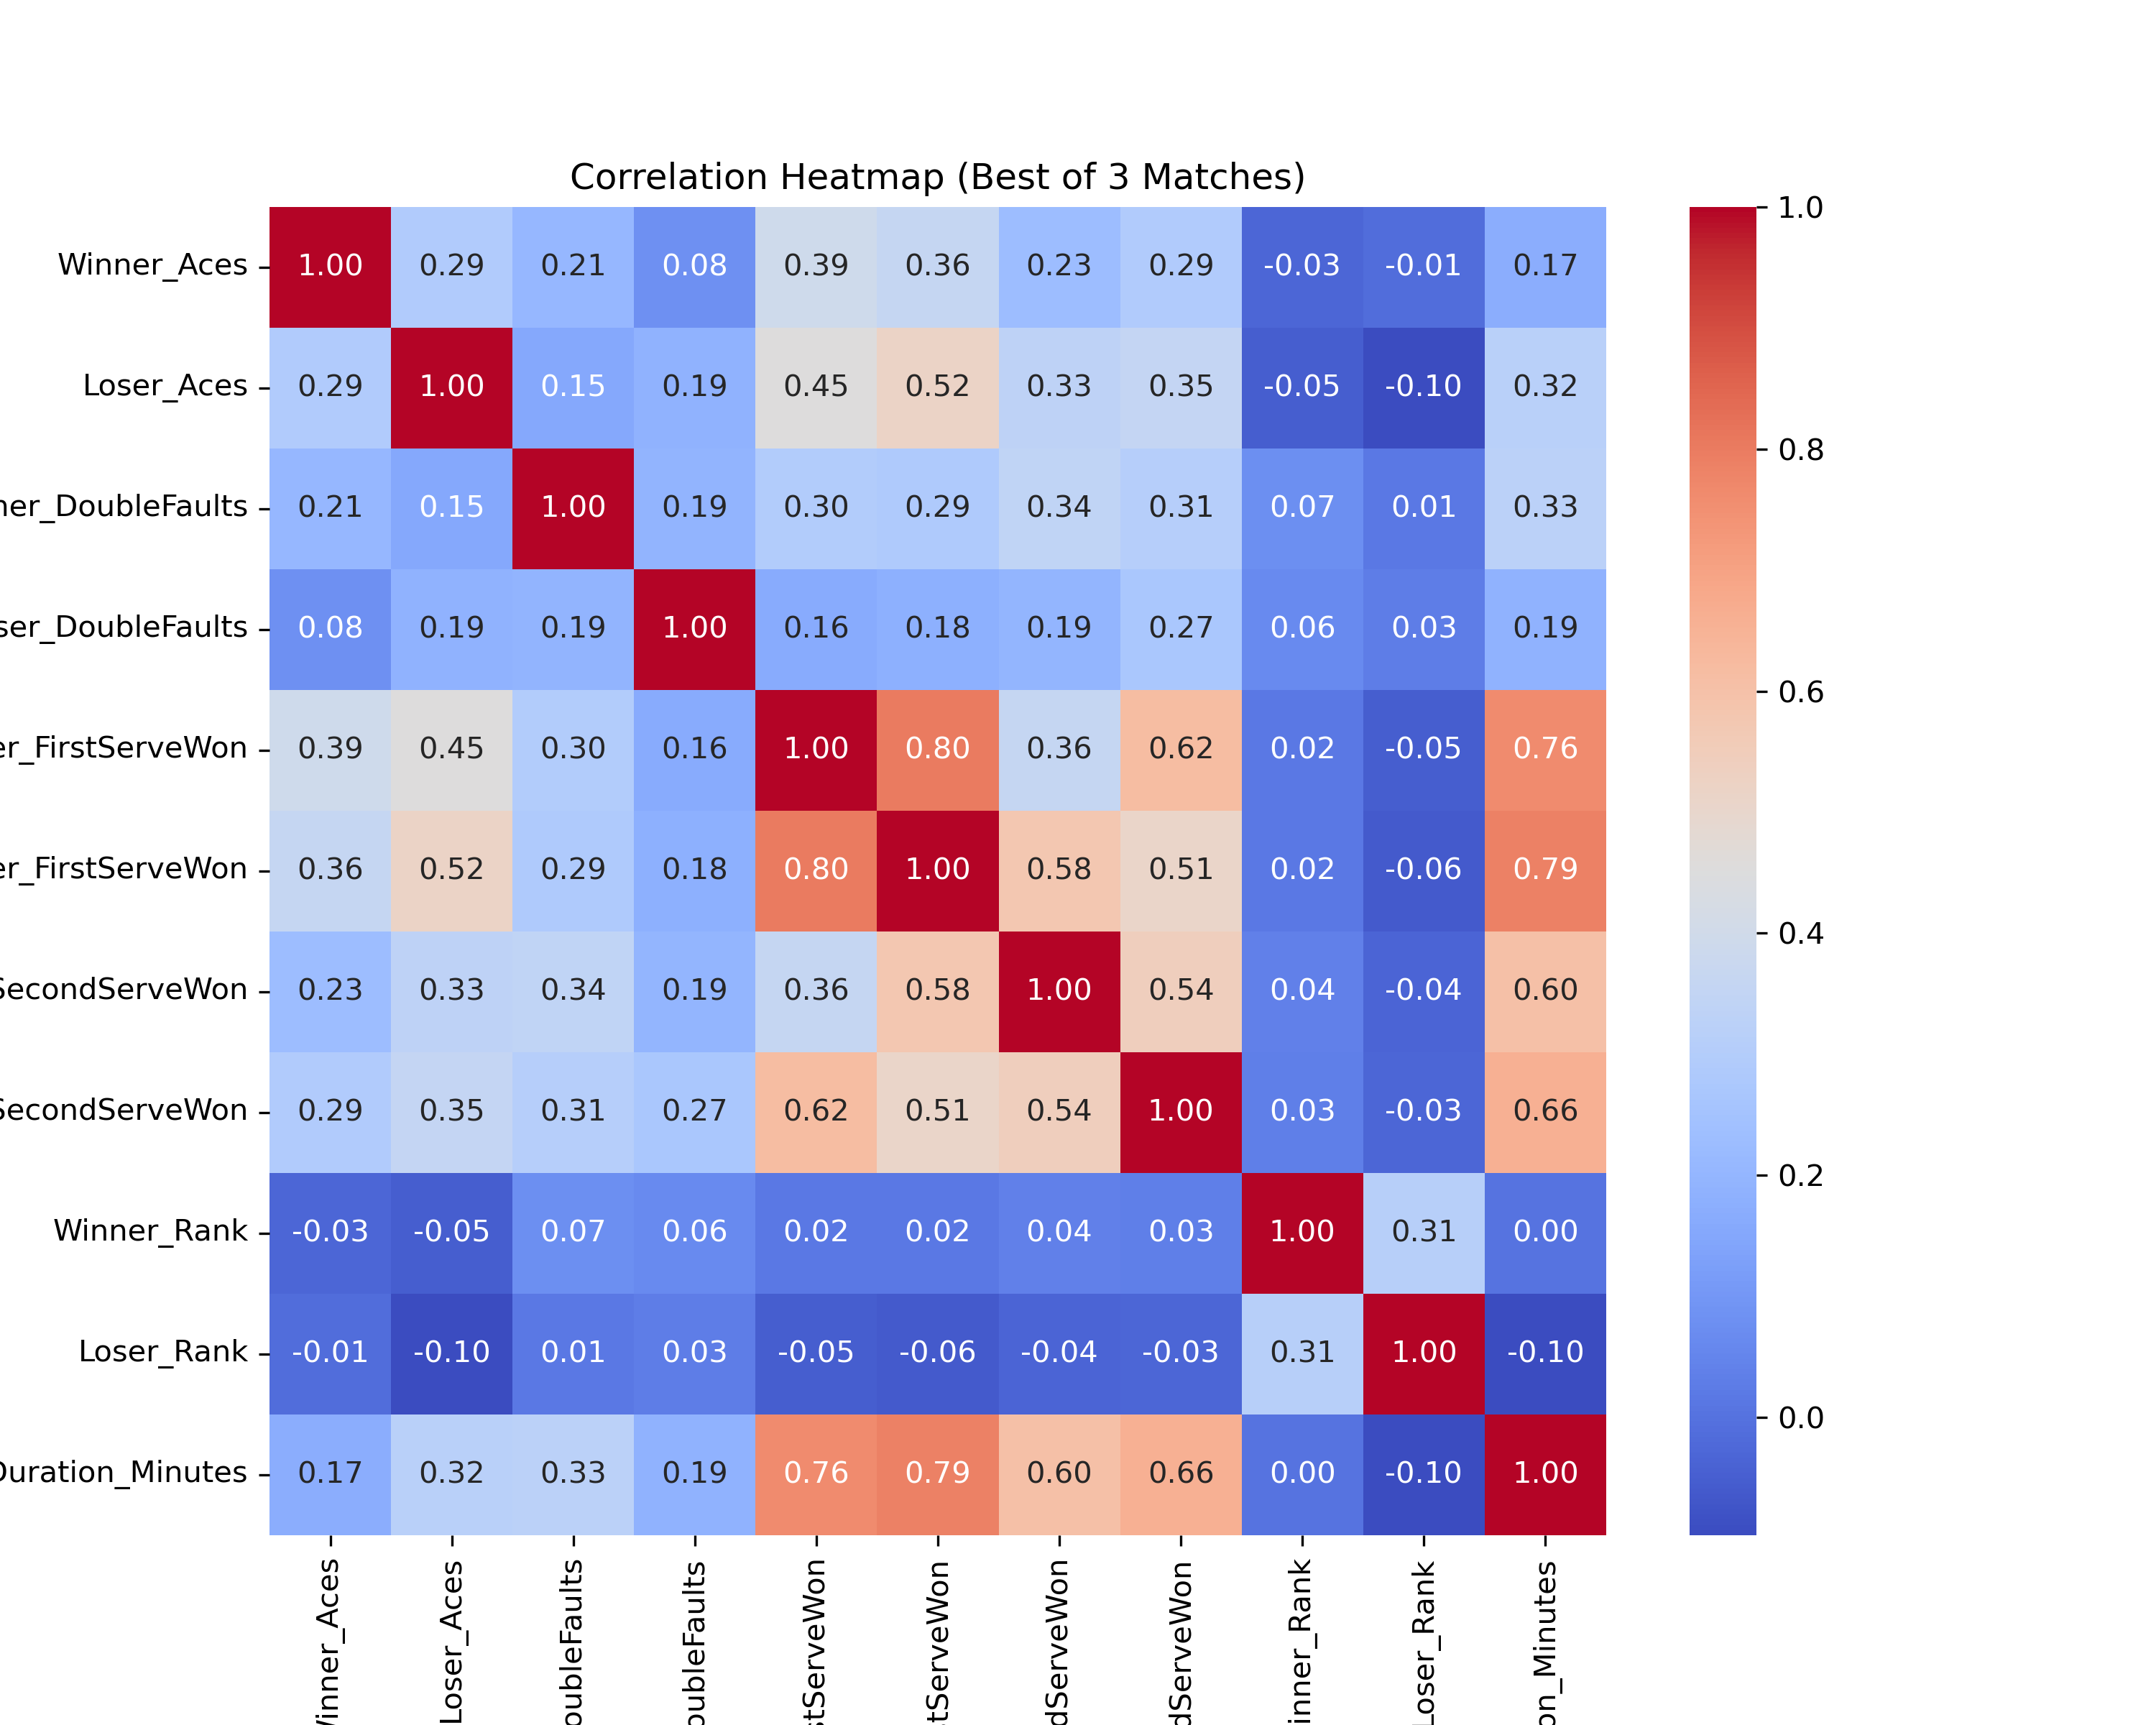 Correlation Heatmap (Best of 3 Matches)
Winner_Aces 1.00 0.29 0.21 0.08 0.39 0.36 0.23 0.29 -0.03 -0.01 0.17
Loser_Aces 0.29 1.00 0.15 0.19 0.45 0.52 0.33 0.35 -0.05 -0.10 0.32
ner_DoubleFaults 0.21 0.15 1.00 0.19 0.30 0.29 0.34 0.31 0.07 0.01 0.33
ser_DoubleFaults 0.08 0.19 0.19 1.00 0.16 0.18 0.19 0.27 0.06 0.03 0.19
er_FirstServeWon 0.39 0.45 0.30 0.16 1.00 0.80 0.36 0.62 0.02 -0.05 0.76
er_FirstServeWon 0.36 0.52 0.29 0.18 0.80 1.00 0.58 0.51 0.02 -0.06 0.79
SecondServeWon 0.23 0.33 0.34 0.19 0.36 0.58 1.00 0.54 0.04 -0.04 0.60
SecondServeWon 0.29 0.35 0.31 0.27 0.62 0.51 0.54 1.00 0.03 -0.03 0.66
Winner_Rank -0.03 -0.05 0.07 0.06 0.02 0.02 0.04 0.03 1.00 0.31 0.00
Loser_Rank -0.01 -0.10 0.01 0.03 -0.05 -0.06 -0.04 -0.03 0.31 1.00 -0.10
Duration_Minutes 0.17 0.32 0.33 0.19 0.76 0.79 0.60 0.66 0.00 -0.10 1.00
Winner_Aces
Loser_Aces
oubleFaults
oubleFaults
stServeWon
stServeWon
dServeWon
dServeWon
inner_Rank
Loser_Rank
on_Minutes
1.0
0.8
0.6
0.4
0.2
0.0